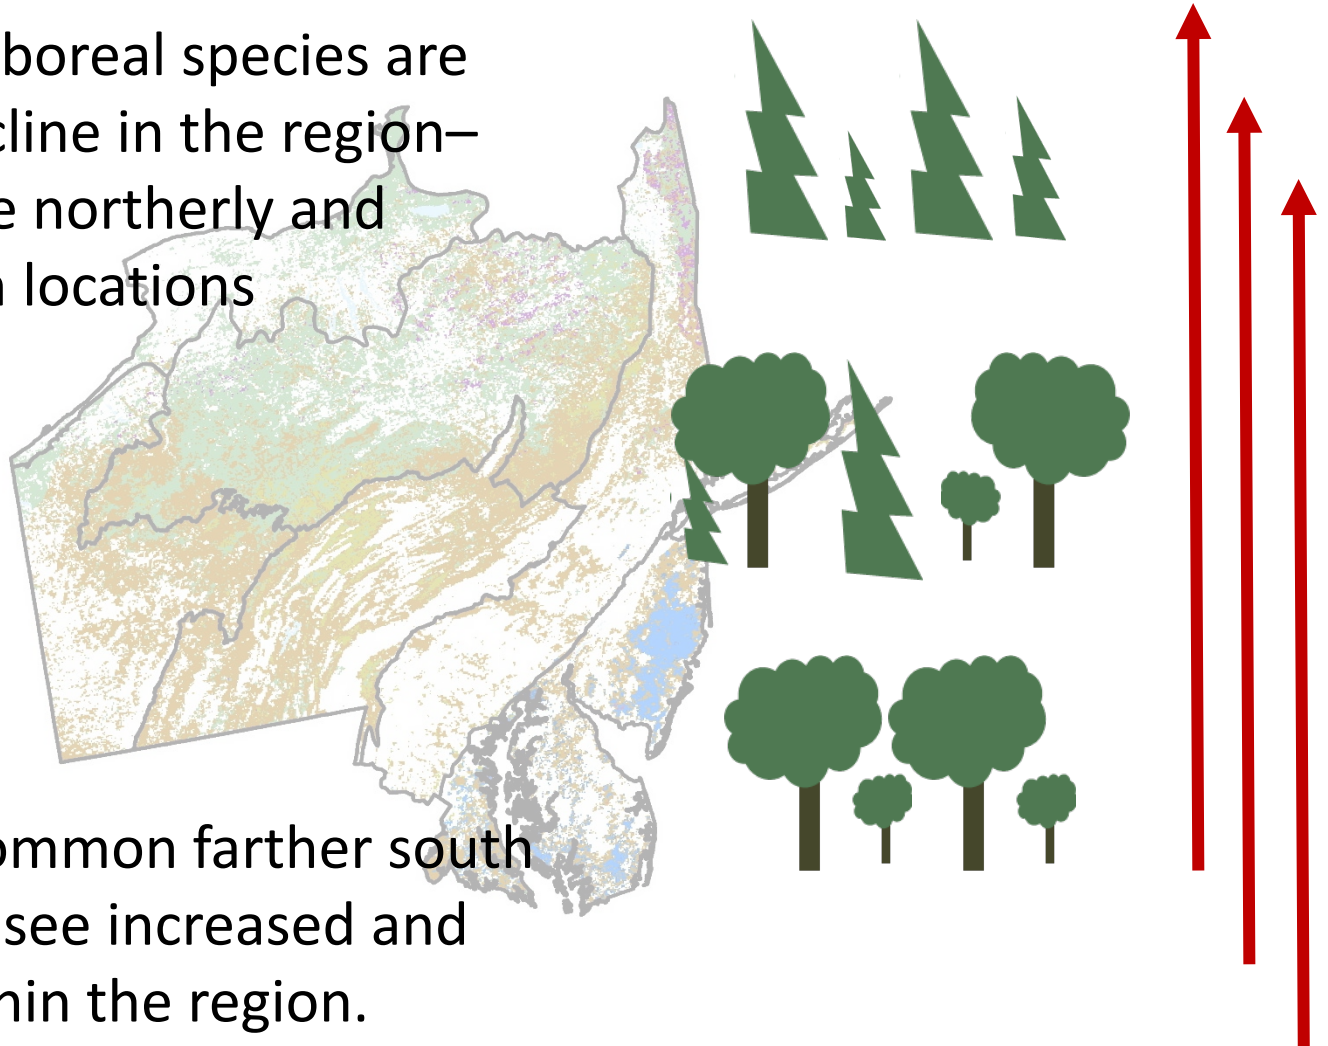 boreal species are
cline in the region–
e northerly and
locations
ommon farther south
see increased and
hin the region.